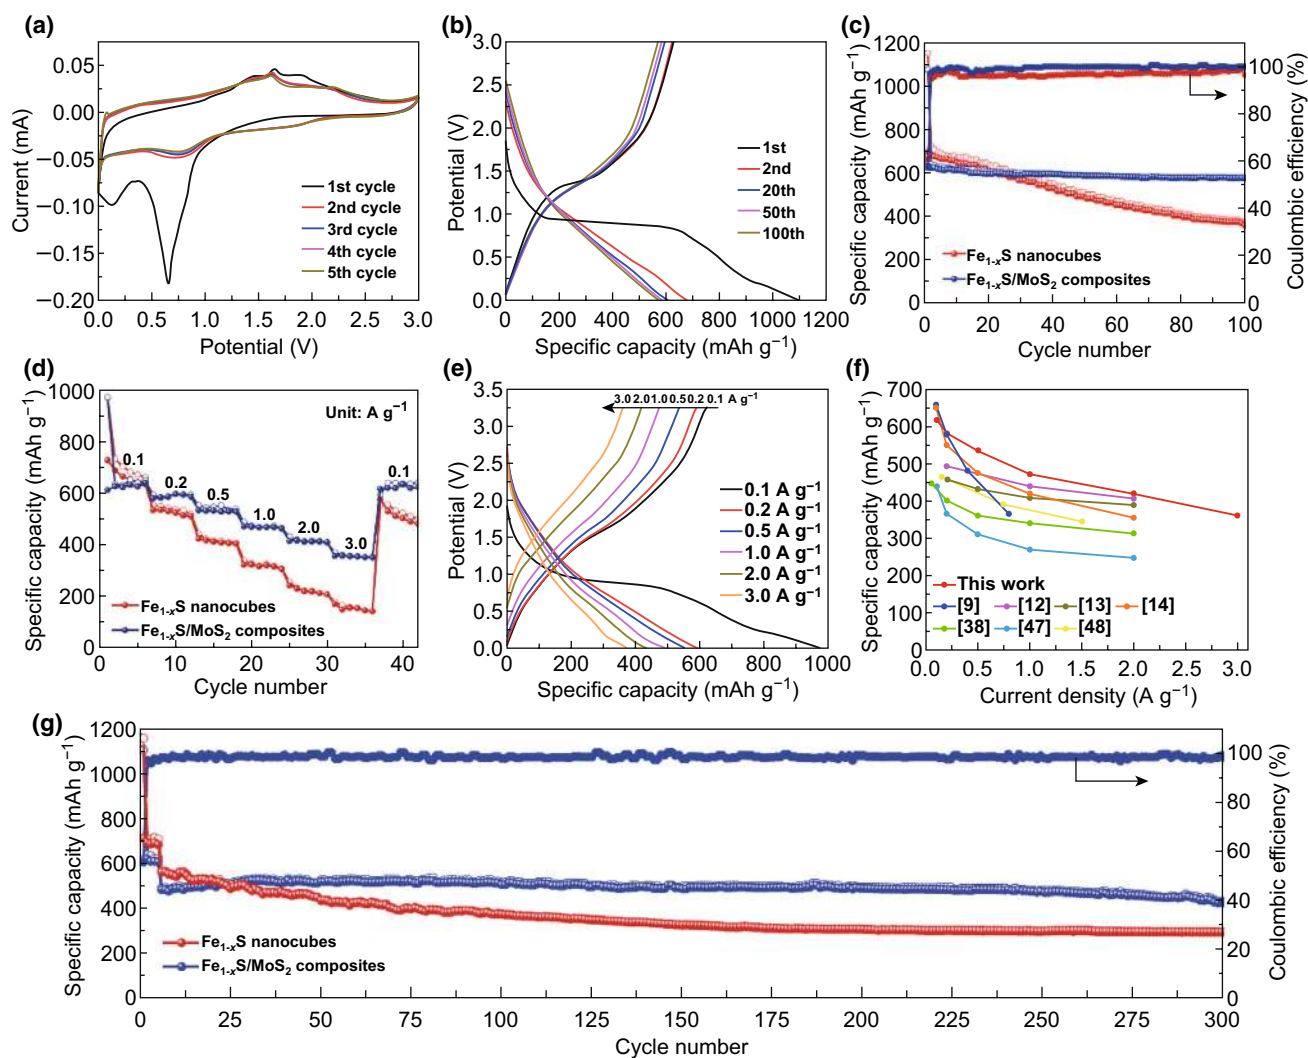 (a)
0.05
0.00
−0.05
−0.10
−0.15
−0.20
Current (mA)
1st cycle
2nd cycle
3rd cycle
4th cycle
5th cycle
0.0 0.5 1.0 1.5 2.0 2.5 3.0
Potential (V)
(b)
3.0
2.5
2.0
1.5
1.0
0.5
0.0
Potential (V)
1st
2nd
20th
50th
100th
0 200 400 600 800 1000 1200
Specific capacity (mAh g⁻¹)
(c)
1200
1000
800
600
400
200
0
Specific capacity (mAh g⁻¹)
Fe₁₋ₓS nanocubes
Fe₁₋ₓS/MoS₂ composites
100
80
60
40
20
0
Coulombic efficiency (%)
0 20 40 60 80 100
Cycle number
(d)
1000
800
600
400
200
0
Specific capacity (mAh g⁻¹)
Unit: A g⁻¹
0.1 0.2 0.5 1.0 2.0 3.0 0.1
Fe₁₋ₓS nanocubes
Fe₁₋ₓS/MoS₂ composites
0 10 20 30 40
Cycle number
(e)
3.5
3.0
2.5
2.0
1.5
1.0
0.5
0.0
Potential (V)
3.0 2.01.0 0.50.2 0.1 A g⁻¹
0.1 A g⁻¹
0.2 A g⁻¹
0.5 A g⁻¹
1.0 A g⁻¹
2.0 A g⁻¹
3.0 A g⁻¹
0 200 400 600 800 1000
Specific capacity (mAh g⁻¹)
(f)
700
600
500
400
300
200
100
0
Specific capacity (mAh g⁻¹)
This work
[9] [12] [13] [14]
[38] [47] [48]
0.0 0.5 1.0 1.5 2.0 2.5 3.0
Current density (A g⁻¹)
(g)
1200
1000
800
600
400
200
0
Specific capacity (mAh g⁻¹)
Fe₁₋ₓS nanocubes
Fe₁₋ₓS/MoS₂ composites
100
80
60
40
20
0
Coulombic efficiency (%)
0 25 50 75 100 125 150 175 200 225 250 275 300
Cycle number